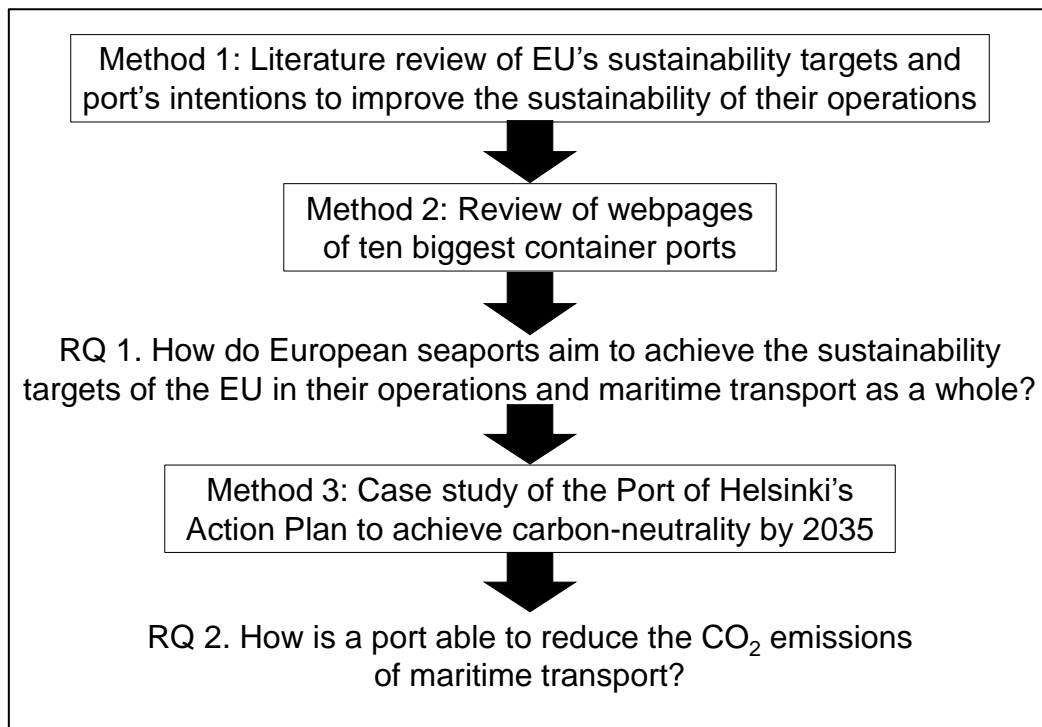 Method 1: Literature review of EU’s sustainability targets and
port’s intentions to improve the sustainability of their operations
Method 2: Review of webpages
of ten biggest container ports
RQ 1. How do European seaports aim to achieve the sustainability
targets of the EU in their operations and maritime transport as a whole?
Method 3: Case study of the Port of Helsinki’s
Action Plan to achieve carbon-neutrality by 2035
RQ 2. How is a port able to reduce the CO₂ emissions
of maritime transport?